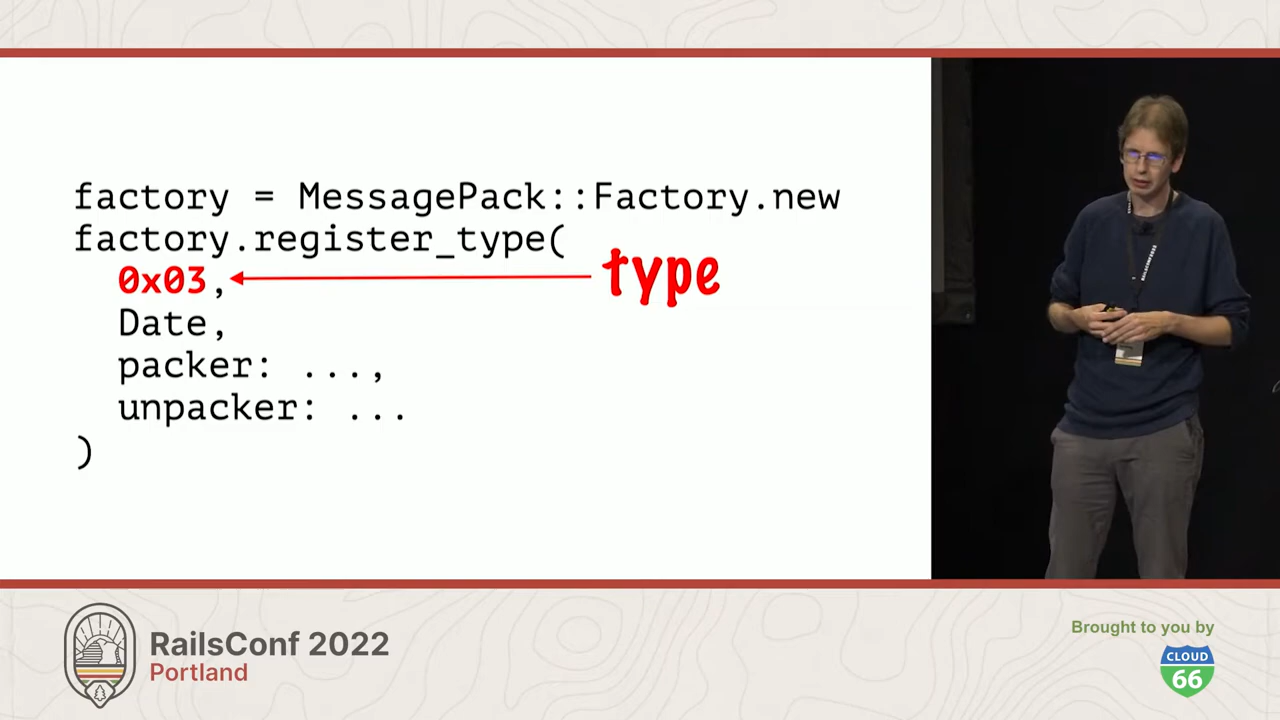 factory = MessagePack::Factory.new
factory.register_type(
0x03,
type
Date,
packer: ...,
unpacker: ...
)
RailsConf 2022
Portland
Brought to you by
CLOUD
66